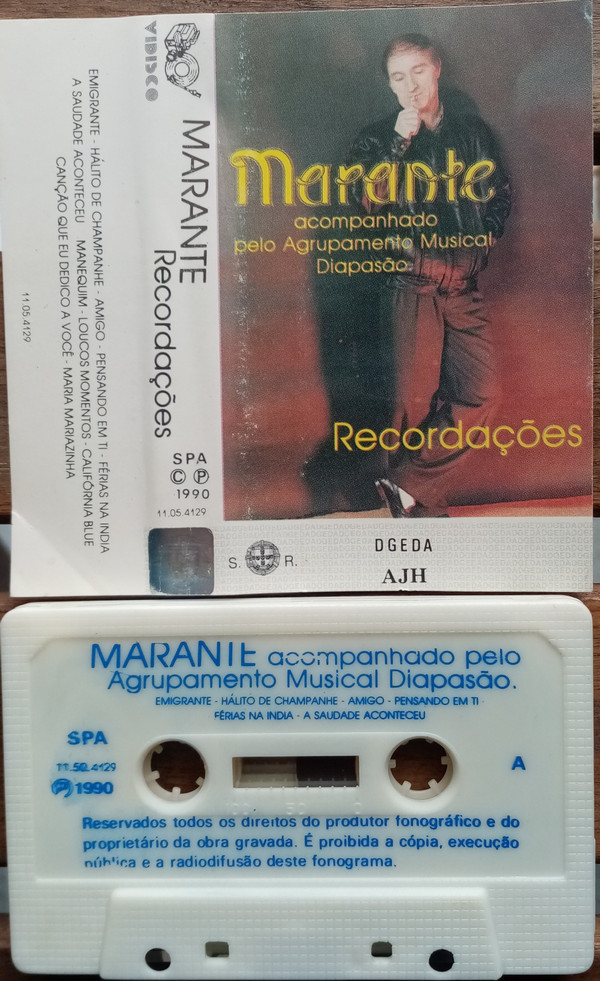 VIDISCO
MARANTE
Recordações
SPA
© ℗
1990
11.05.4129
EMIGRANTE - HÁLITO DE CHAMPANHE - AMIGO - PENSANDO EM TI - FÉRIAS NA INDIA
A SAUDADE ACONTECEU MANEQUIM - LOUCOS MOMENTOS - CALIFÓRNIA BLUE
CANÇÃO QUE EU DEDICO A VOCÊ - MARIA MARIAZINHA
11.05.4129
Marante
acompanhado
pelo Agrupamento Musical
Diapasão.
Recordações
S. R.
DGEDA
AJH
MARANTE acompanhado pelo
Agrupamento Musical Diapasão.
EMIGRANTE - HÁLITO DE CHAMPANHE - AMIGO - PENSANDO EM TI -
FÉRIAS NA INDIA - A SAUDADE ACONTECEU
SPA
11.50.4129
℗ 1990
A
100 50 0
Reservados todos os direitos do produtor fonográfico e do
proprietário da obra gravada. É proibida a cópia, execução
pública e a radiodifusão deste fonograma.